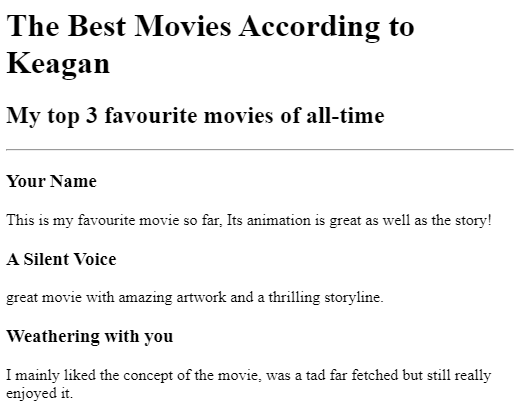 The Best Movies According to
Keagan
My top 3 favourite movies of all-time
Your Name
This is my favourite movie so far, Its animation is great as well as the story!
A Silent Voice
great movie with amazing artwork and a thrilling storyline.
Weathering with you
I mainly liked the concept of the movie, was a tad far fetched but still really
enjoyed it.